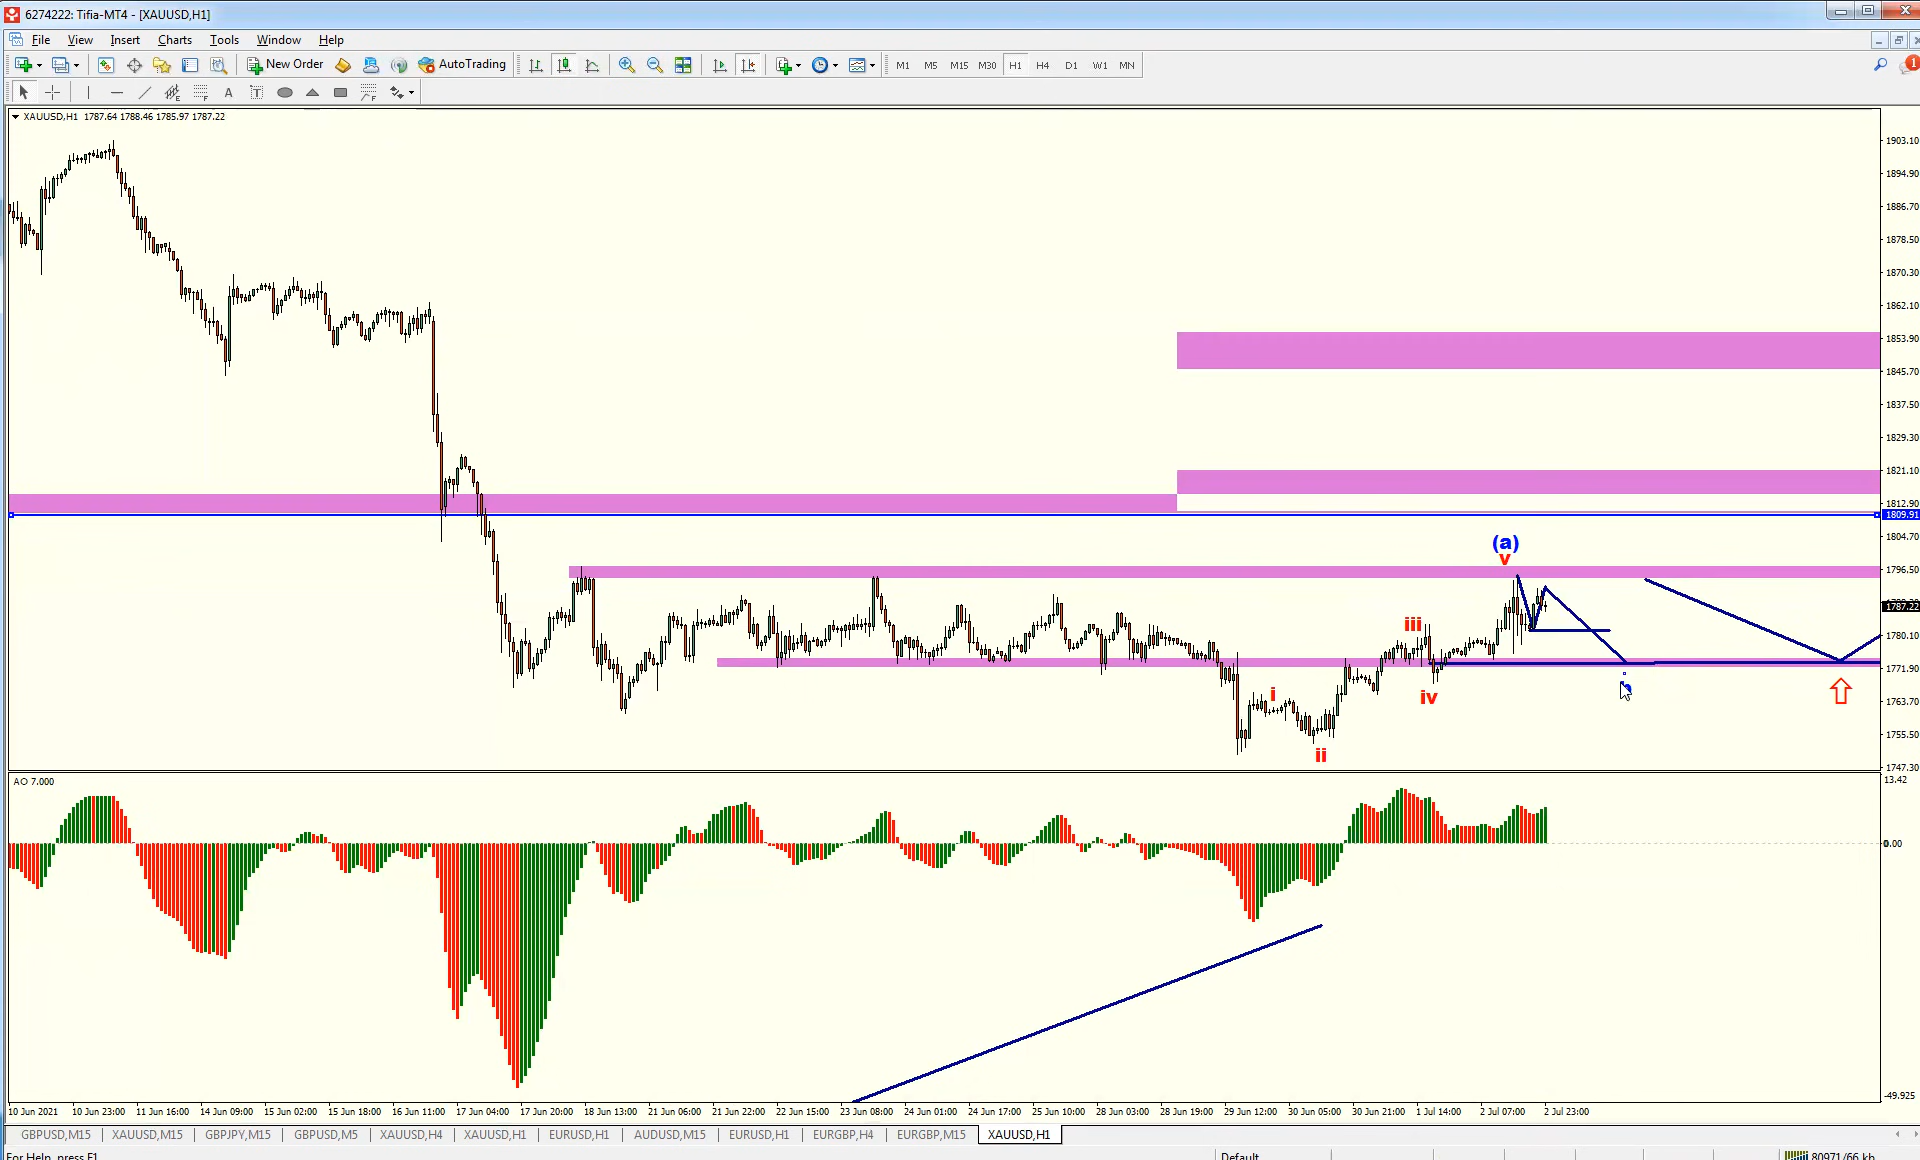 6274222: Tifia-MT4 - [XAUUSD,H1]
File View Insert Charts Tools Window Help
New Order AutoTrading M1 M5 M15 M30 H1 H4 D1 W1 MN
1
A T E F F
XAUUSD,H1 1787.64 1788.46 1785.97 1787.22
1903.10
1894.90
1886.70
1878.50
1870.30
1862.10
1853.90
1845.70
1837.50
1829.30
1821.10
1812.90
1809.91
1804.70
(a)
v
1796.50
1787.22
iii
1780.10
1771.90
i
iv
1763.70
1755.50
ii
1747.30
AO 7.000
13.42
0.00
-49.925
10 Jun 2021 10 Jun 23:00 11 Jun 16:00 14 Jun 09:00 15 Jun 02:00 15 Jun 18:00 16 Jun 11:00 17 Jun 04:00 17 Jun 20:00 18 Jun 13:00 21 Jun 06:00 21 Jun 22:00 22 Jun 15:00 23 Jun 08:00 24 Jun 01:00 24 Jun 17:00 25 Jun 10:00 28 Jun 03:00 28 Jun 19:00 29 Jun 12:00 30 Jun 05:00 30 Jun 21:00 1 Jul 14:00 2 Jul 07:00 2 Jul 23:00
GBPUSD,M15 XAUUSD,M15 GBPJPY,M15 GBPUSD,M5 XAUUSD,H4 XAUUSD,H1 EURUSD,H1 AUDUSD,M15 EURUSD,H1 EURGBP,H4 EURGBP,M15 XAUUSD,H1
For Help, press F1 Default 80971/66 kb